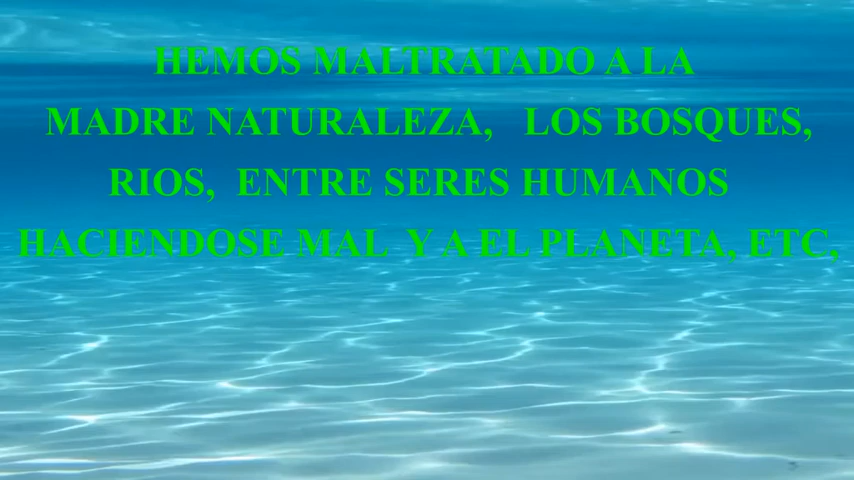 HEMOS MALTRATADO A LA
MADRE NATURALEZA, LOS BOSQUES,
RIOS, ENTRE SERES HUMANOS
HACIENDOSE MAL Y A EL PLANETA, ETC,